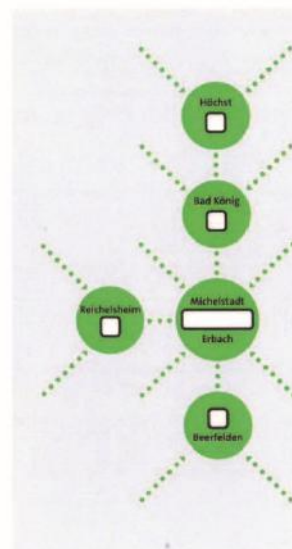 Höchst
Bad König
Michelstadt
Reichelsheim
Erbach
Beerfelden